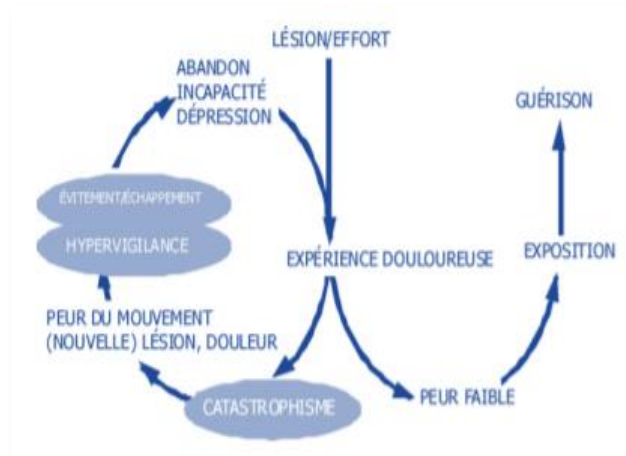 LÉSION/EFFORT
ABANDON
INCAPACITÉ
DÉPRESSION
GUÉRISON
ÉVITEMENT/ÉCHAPPEMENT
HYPERVIGILANCE
EXPÉRIENCE DOULOUREUSE
EXPOSITION
PEUR DU MOUVEMENT
(NOUVELLE) LÉSION, DOULEUR
CATASTROPHISME
PEUR FAIBLE